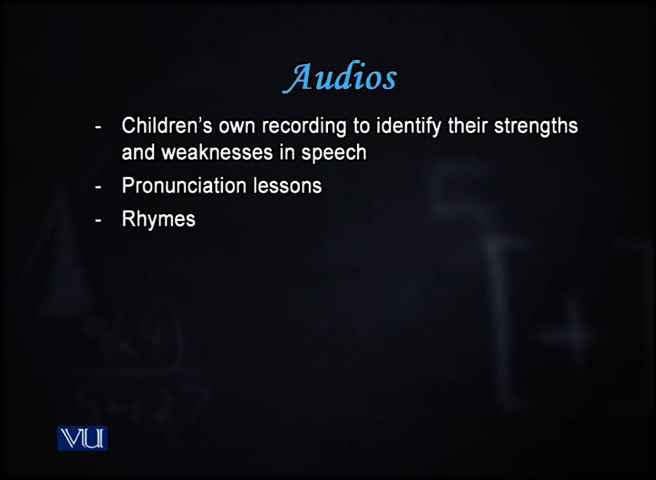 Audios
- Children's own recording to identify their strengths
and weaknesses in speech
- Pronunciation lessons
- Rhymes
VU